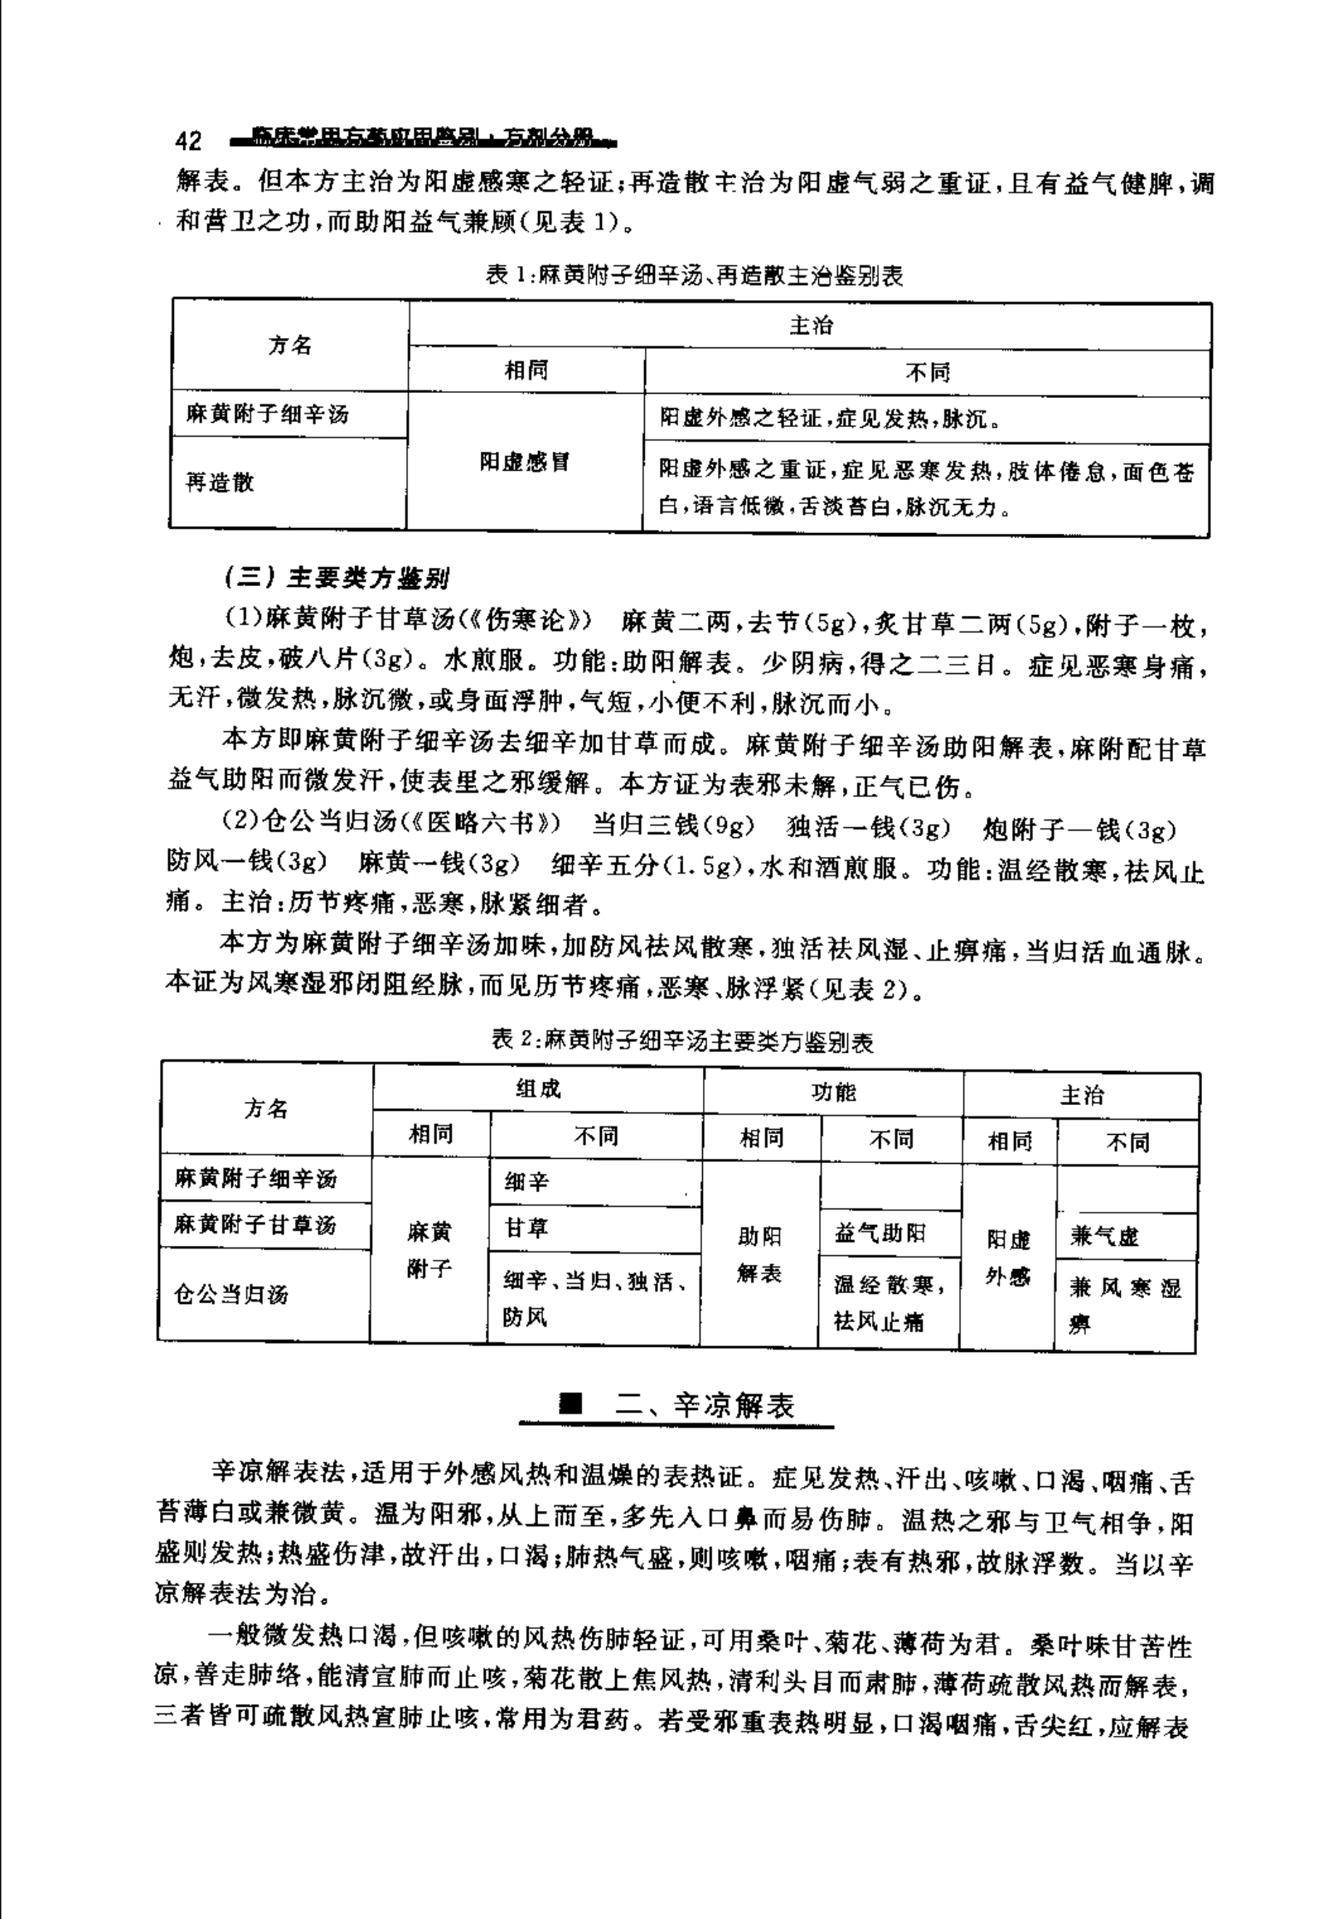 42 临床常用方药应用鉴别·方剂分册
解表。但本方主治为阳虚感寒之轻证;再造散主治为阳虚气弱之重证,且有益气健脾,调
和营卫之功,而助阳益气兼顾(见表1)。
表1:麻黄附子细辛汤、再造散主治鉴别表
方名 主治
相同 不同
麻黄附子细辛汤 阳虚感冒 阳虚外感之轻证,症见发热,脉沉。
再造散 阳虚外感之重证,症见恶寒发热,肢体倦怠,面色苍
白,语言低微,舌淡苔白,脉沉无力。
(三)主要类方鉴别
(1)麻黄附子甘草汤(《伤寒论》) 麻黄二两,去节(5g),炙甘草二两(5g),附子一枚,
炮,去皮,破八片(3g)。水煎服。功能:助阳解表。少阴病,得之二三日。症见恶寒身痛,
无汗,微发热,脉沉微,或身面浮肿,气短,小便不利,脉沉而小。
本方即麻黄附子细辛汤去细辛加甘草而成。麻黄附子细辛汤助阳解表,麻附配甘草
益气助阳而微发汗,使表里之邪缓解。本方证为表邪未解,正气已伤。
(2)仓公当归汤(《医略六书》) 当归三钱(9g) 独活一钱(3g) 炮附子一钱(3g)
防风一钱(3g) 麻黄一钱(3g) 细辛五分(1.5g),水和酒煎服。功能:温经散寒,祛风止
痛。主治:历节疼痛,恶寒,脉紧细者。
本方为麻黄附子细辛汤加味,加防风祛风散寒,独活祛风湿、止痹痛,当归活血通脉。
本证为风寒湿邪闭阻经脉,而见历节疼痛,恶寒、脉浮紧(见表2)。
表2:麻黄附子细辛汤主要类方鉴别表
方名 组成 功能 主治
相同 不同 相同 不同 相同 不同
麻黄附子细辛汤 细辛
麻黄附子甘草汤 麻黄 甘草 助阳 益气助阳 阳虚 兼气虚
仓公当归汤 附子 细辛、当归、独活、 解表 温经散寒, 外感 兼风寒湿
防风 祛风止痛 痹
■ 二、辛凉解表
辛凉解表法,适用于外感风热和温燥的表热证。症见发热、汗出、咳嗽、口渴、咽痛、舌
苔薄白或兼微黄。温为阳邪,从上而至,多先入口鼻而易伤肺。温热之邪与卫气相争,阳
盛则发热;热盛伤津,故汗出,口渴;肺热气盛,则咳嗽,咽痛;表有热邪,故脉浮数。当以辛
凉解表法为治。
一般微发热口渴,但咳嗽的风热伤肺轻证,可用桑叶、菊花、薄荷为君。桑叶味甘苦性
凉,善走肺络,能清宣肺而止咳,菊花散上焦风热,清利头目而肃肺,薄荷疏散风热而解表,
三者皆可疏散风热宣肺止咳,常用为君药。若受邪重表热明显,口渴咽痛,舌尖红,应解表